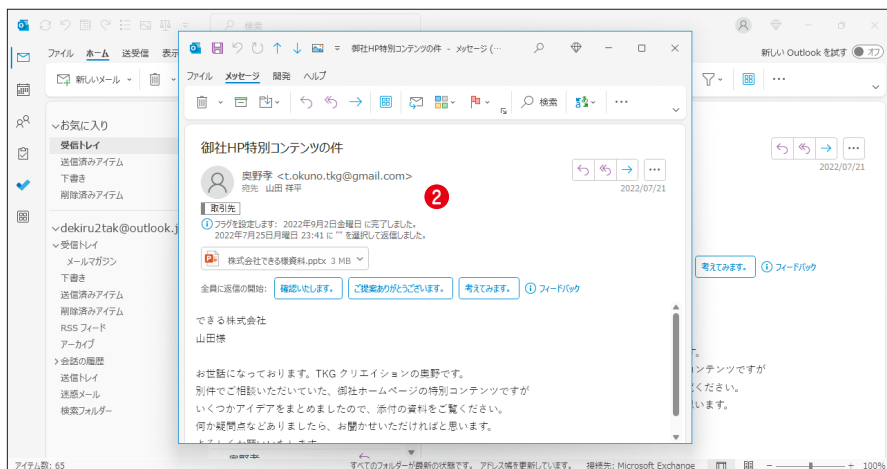 検索
ファイル ホーム 送受信 表示
新しい Outlook を試す オフ
新しいメール
お気に入り
受信トレイ
送信済みアイテム
下書き
削除済みアイテム
dekiru2tak@outlook.j
受信トレイ
メールマガジン
下書き
送信済みアイテム
削除済みアイテム
RSS フィード
アーカイブ
会話の履歴
送信トレイ
迷惑メール
検索フォルダー
御社HP特別コンテンツの件 - メッセージ (…
ファイル メッセージ 開発 ヘルプ
検索
御社HP特別コンテンツの件
奥野孝 <t.okuno.tkg@gmail.com>
宛先 山田 祥平
2022/07/21
2
取引先
フラグを設定します: 2022年9月2日金曜日 に完了しました。
2022年7月25日月曜日 23:41 に "" を選択して返信しました。
株式会社できる様資料.pptx 3 MB
全員に返信の開始: 確認いたします。 ご提案ありがとうございます。 考えてみます。 フィードバック
できる株式会社
山田様
お世話になっております。TKG クリエイションの奥野です。
別件でご相談いただいていた、御社ホームページの特別コンテンツですが
いくつかアイデアをまとめましたので、添付の資料をご覧ください。
何か疑問点などありましたら、お聞かせいただければと思います。
よろしくお願いいたします
2022/07/21
考えてみます。 フィードバック
す。
ンテンツですが
ください。
います。
奥野孝
アイテム数: 65
すべてのフォルダーが最新の状態です。 アドレス帳を更新しています。 接続先: Microsoft Exchange
100%